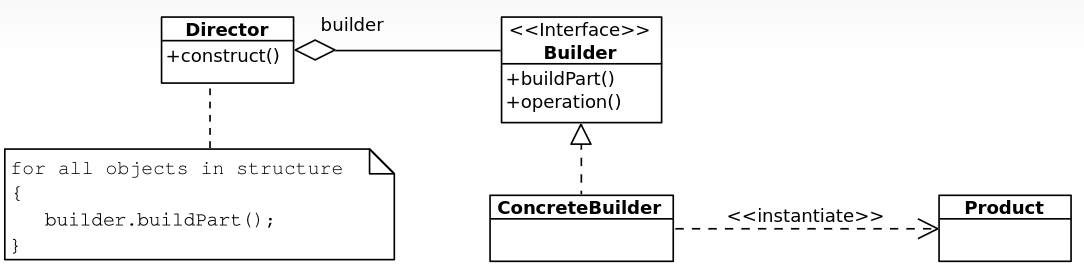 Director
+construct()
builder
<<Interface>>
Builder
+buildPart()
+operation()
for all objects in structure
{
builder.buildPart();
}
ConcreteBuilder
<<instantiate>>
Product